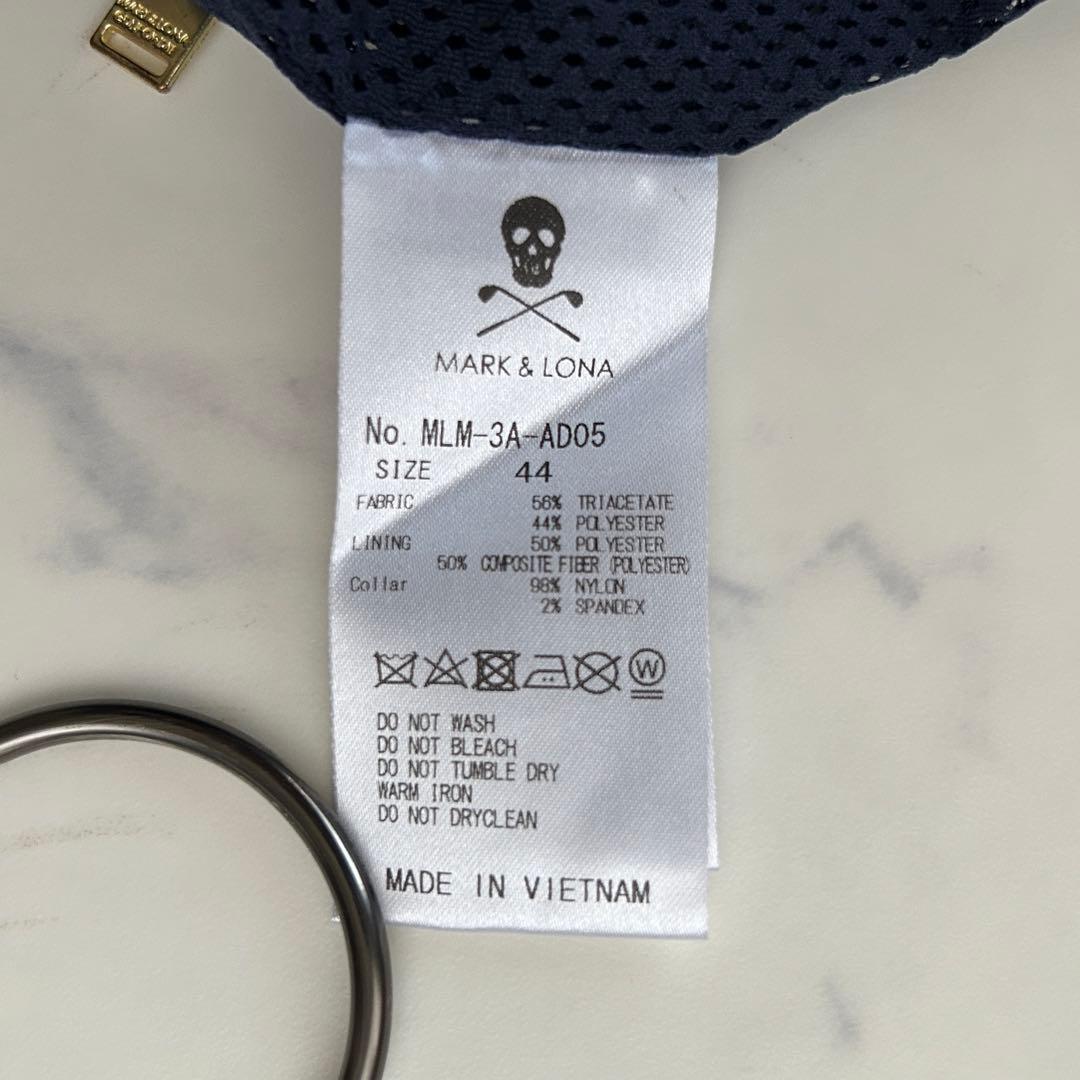 MARK & LONA
MARK & LONA
No. MLM-3A-AD05
SIZE 44
FABRIC 56% TRIACETATE
44% POLYESTER
LINING 50% POLYESTER
50% COMPOSITE FIBER (POLYESTER)
Collar 98% NYLON
2% SPANDEX
W
DO NOT WASH
DO NOT BLEACH
DO NOT TUMBLE DRY
WARM IRON
DO NOT DRYCLEAN
MADE IN VIETNAM